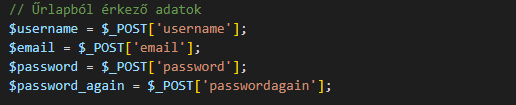 // Űrlapból érkező adatok
$username = $_POST['username'];
$email = $_POST['email'];
$password = $_POST['password'];
$password_again = $_POST['passwordagain'];